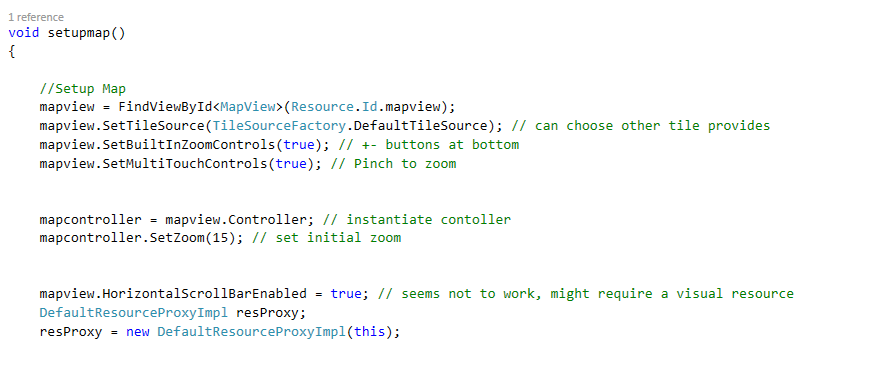 1 reference
void setupmap()
{
//Setup Map
mapview = FindViewById<MapView>(Resource.Id.mapview);
mapview.SetTileSource(TileSourceFactory.DefaultTileSource); // can choose other tile provides
mapview.SetBuiltInZoomControls(true); // +- buttons at bottom
mapview.SetMultiTouchControls(true); // Pinch to zoom
mapcontroller = mapview.Controller; // instantiate contoller
mapcontroller.SetZoom(15); // set initial zoom
mapview.HorizontalScrollBarEnabled = true; // seems not to work, might require a visual resource
DefaultResourceProxyImpl resProxy;
resProxy = new DefaultResourceProxyImpl(this);